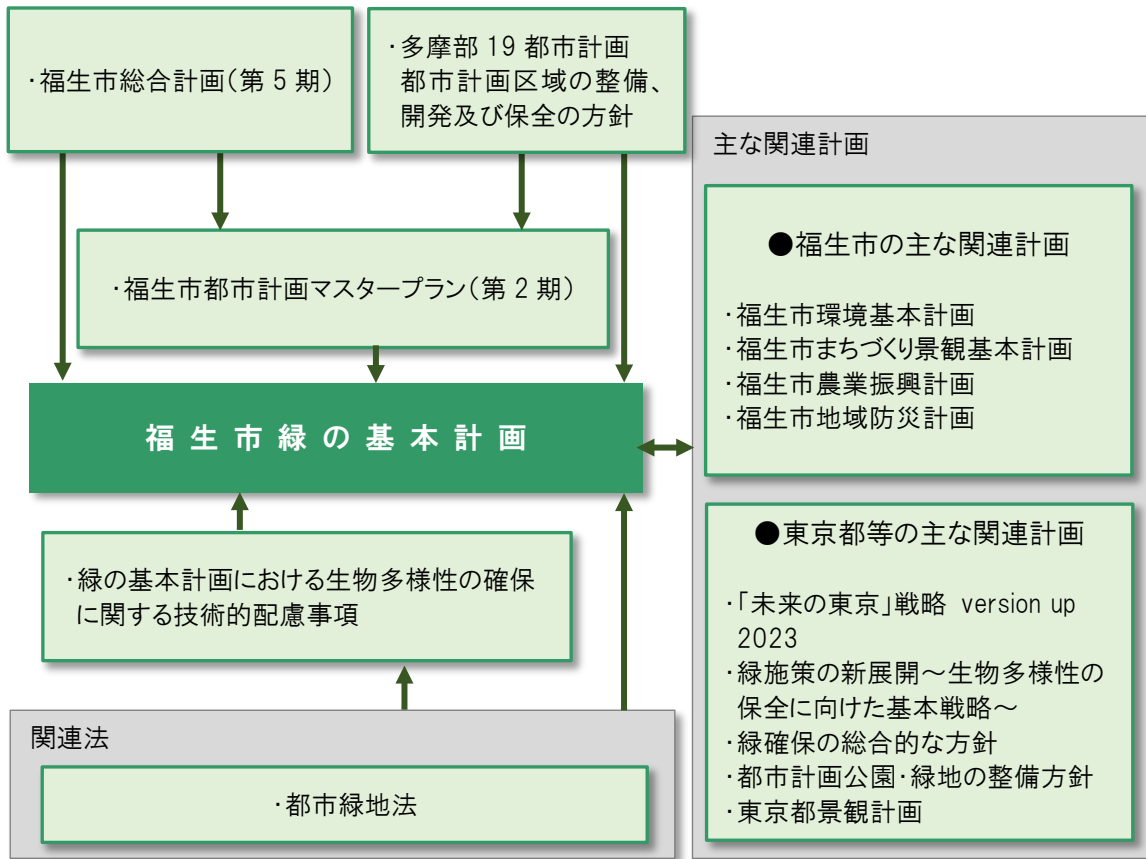 ・福生市総合計画(第5期)
・多摩部19都市計画
都市計画区域の整備、
開発及び保全の方針
・福生市都市計画マスタープラン(第2期)
福生市緑の基本計画
・緑の基本計画における生物多様性の確保
に関する技術的配慮事項
関連法
・都市緑地法
主な関連計画
●福生市の主な関連計画
・福生市環境基本計画
・福生市まちづくり景観基本計画
・福生市農業振興計画
・福生市地域防災計画
●東京都等の主な関連計画
・「未来の東京」戦略 version up
2023
・緑施策の新展開～生物多様性の
保全に向けた基本戦略～
・緑確保の総合的な方針
・都市計画公園・緑地の整備方針
・東京都景観計画